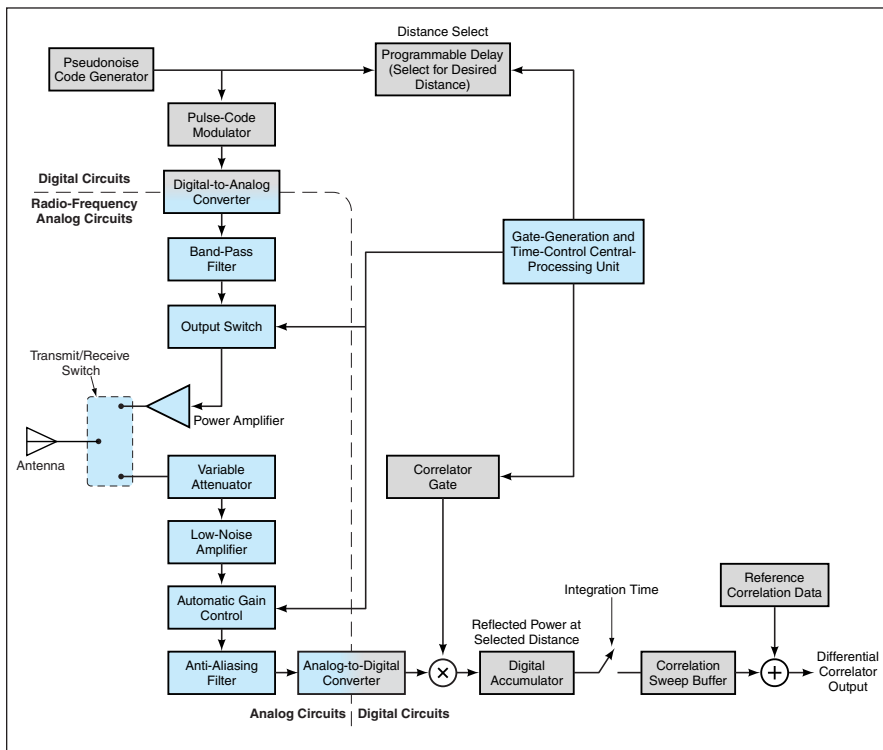 Distance Select
Pseudonoise
Code Generator
Programmable Delay
(Select for Desired
Distance)
Pulse-Code
Modulator
Digital Circuits
Digital-to-Analog
Converter
Radio-Frequency
Analog Circuits
Band-Pass
Filter
Gate-Generation and
Time-Control Central-
Processing Unit
Output Switch
Transmit/Receive
Switch
Power Amplifier
Antenna
Variable
Attenuator
Correlator
Gate
Low-Noise
Amplifier
Automatic Gain
Control
Integration Time
Reference
Correlation Data
Reflected Power at
Selected Distance
Anti-Aliasing
Filter
Analog-to-Digital
Converter
×
Digital
Accumulator
Correlation
Sweep Buffer
+
Differential
Correlator
Output
Analog Circuits
Digital Circuits